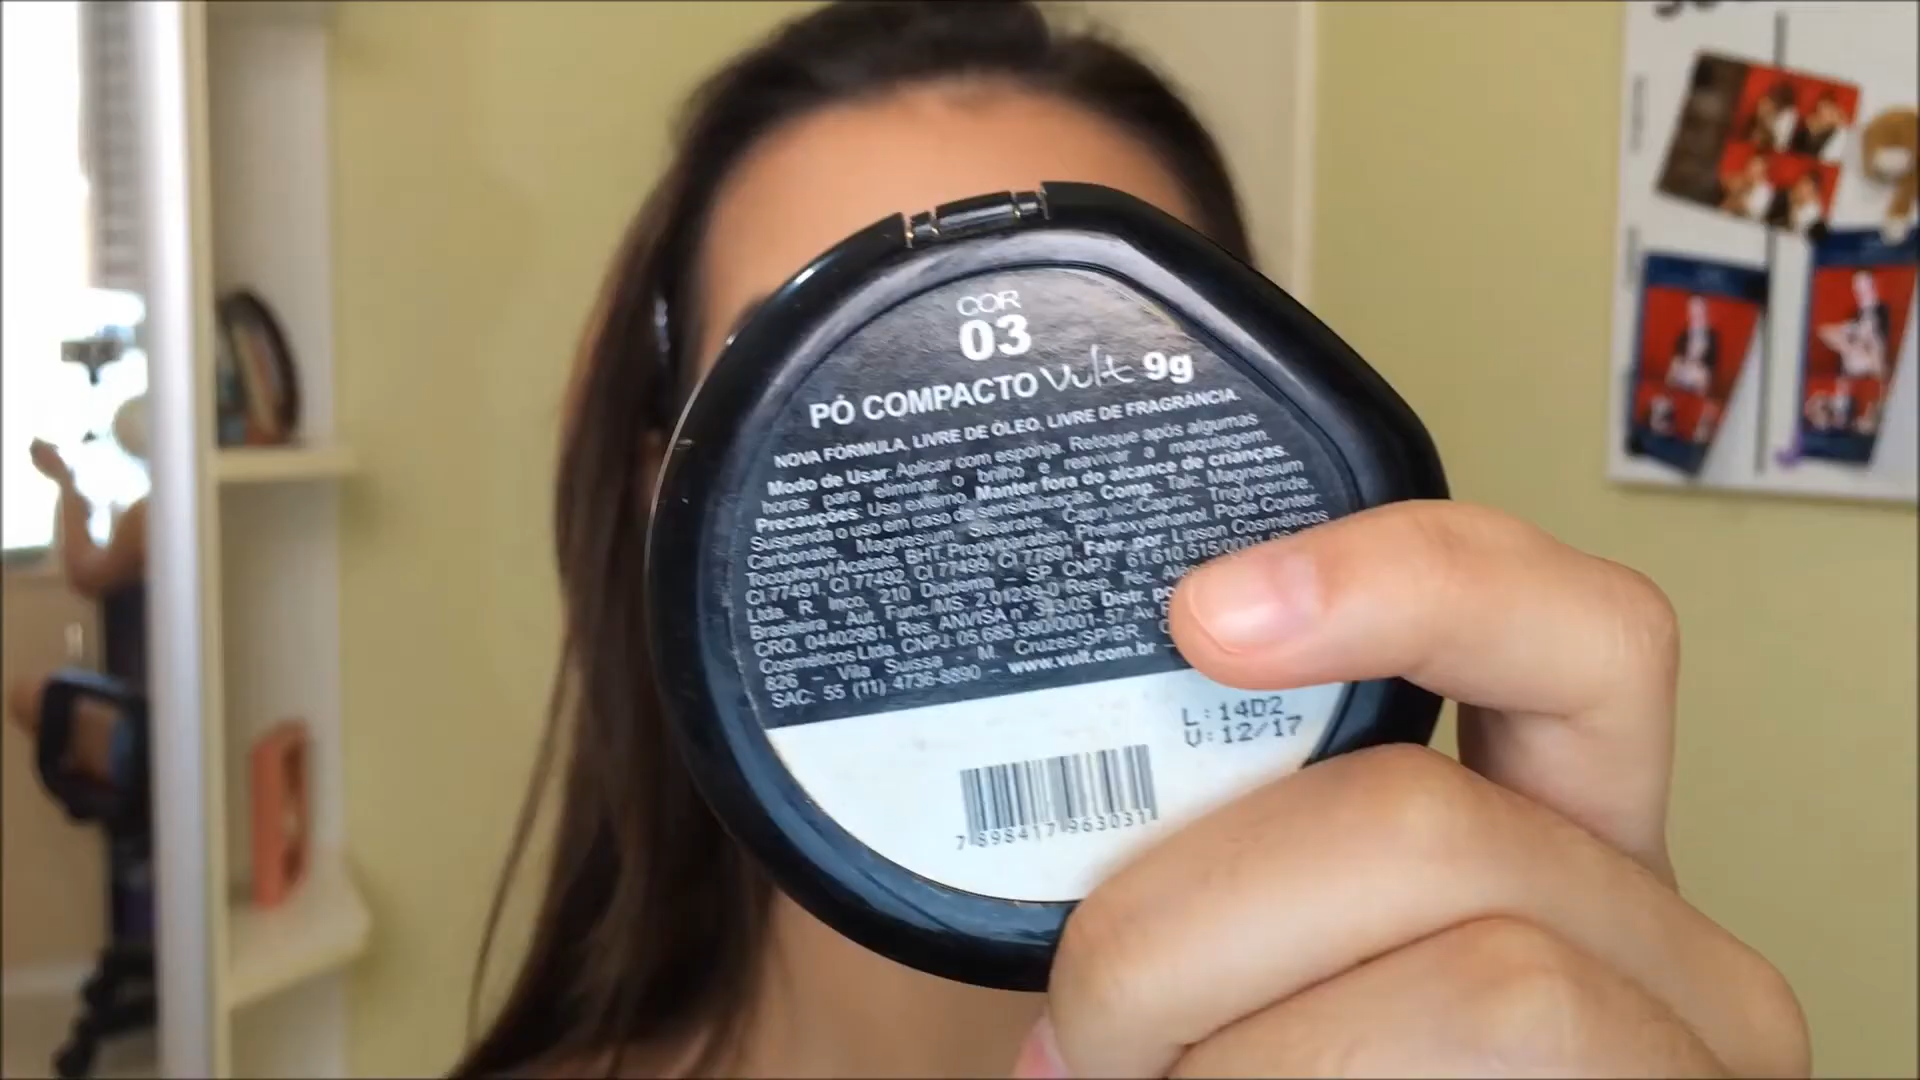 COR
03
PÓ COMPACTO Vult 9g
NOVA FÓRMULA, LIVRE DE ÓLEO, LIVRE DE FRAGRÂNCIA.
Modo de Usar: Aplicar com esponja. Retoque após algumas
horas para eliminar o brilho e reavivar a maquiagem.
Precauções: Uso externo. Manter fora do alcance de crianças.
Suspenda o uso em caso de sensibilização. Comp.: Talc, Magnesium
Carbonate, Magnesium Stearate, Caprylic/Capric Triglyceride,
Tocopheryl Acetate, BHT, Propylparaben, Phenoxyethanol. Pode Conter:
CI 77491, CI 77492, CI 77499, CI 77891. Fabr. por: Lipson Cosméticos
Ltda. R. Inco, 210 Diadema – SP. CNPJ: 61.610.515/0001
Brasileira - Aut. Func./MS: 2.01239-0 Resp. Téc.
CRQ. 04402981. Res. ANVISA nº 343/05. Distr. po
Cosméticos Ltda. CNPJ: 05.685.590/0001-57. Av.
826 – Vila Suissa - M. Cruzes/SP/BR.
SAC: 55 (11) 4736-8890 – www.vult.com.br –
L:14D2
V:12/17
7 898417 963031